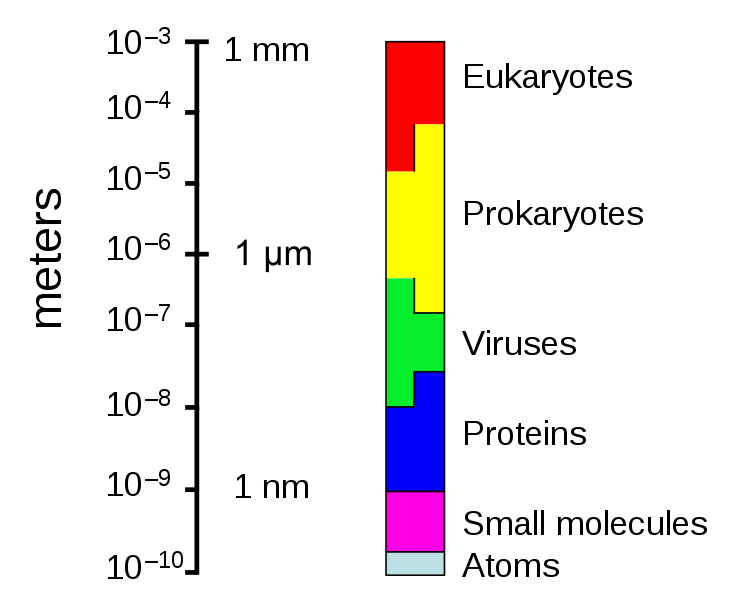 meters
10⁻³
1 mm
10⁻⁴
10⁻⁵
10⁻⁶
1 µm
10⁻⁷
10⁻⁸
10⁻⁹
1 nm
10⁻¹⁰
Eukaryotes
Prokaryotes
Viruses
Proteins
Small molecules
Atoms